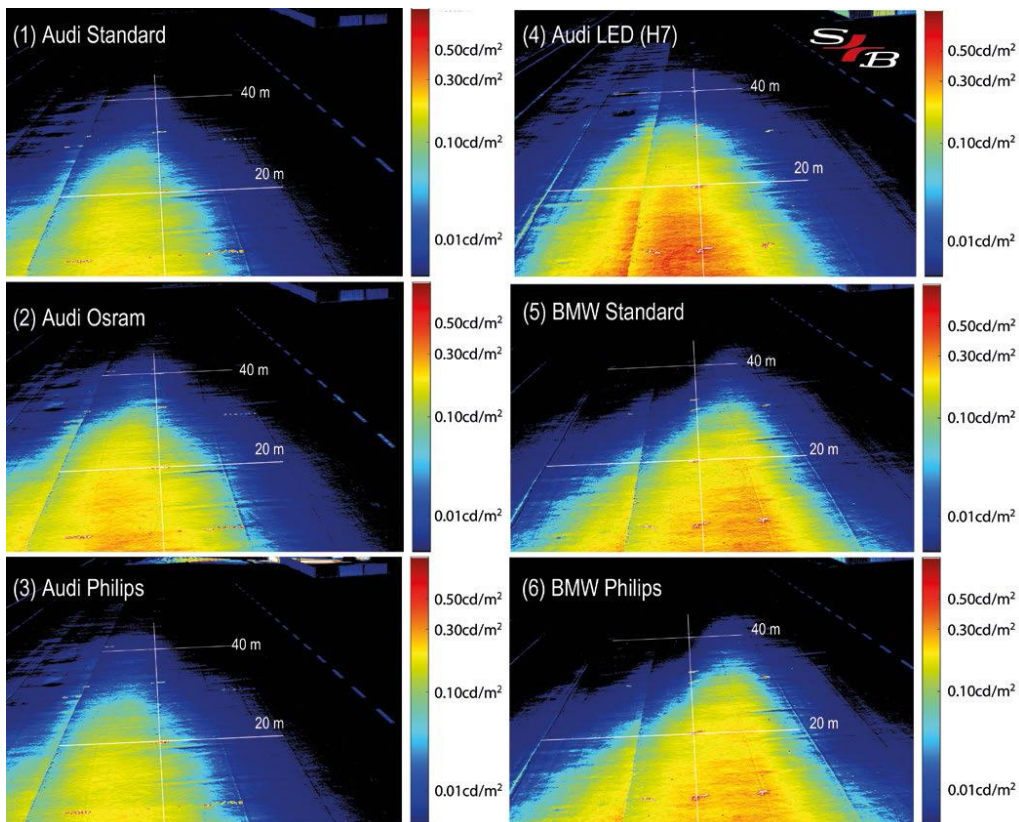 (1) Audi Standard
40 m
20 m
0.50cd/m²
0.30cd/m²
0.10cd/m²
0.01cd/m²
(4) Audi LED (H7)
S B
40 m
20 m
0.50cd/m²
0.30cd/m²
0.10cd/m²
0.01cd/m²
(2) Audi Osram
40 m
20 m
0.50cd/m²
0.30cd/m²
0.10cd/m²
0.01cd/m²
(5) BMW Standard
40 m
20 m
0.50cd/m²
0.30cd/m²
0.10cd/m²
0.01cd/m²
(3) Audi Philips
40 m
20 m
0.50cd/m²
0.30cd/m²
0.10cd/m²
0.01cd/m²
(6) BMW Philips
40 m
20 m
0.50cd/m²
0.30cd/m²
0.10cd/m²
0.01cd/m²